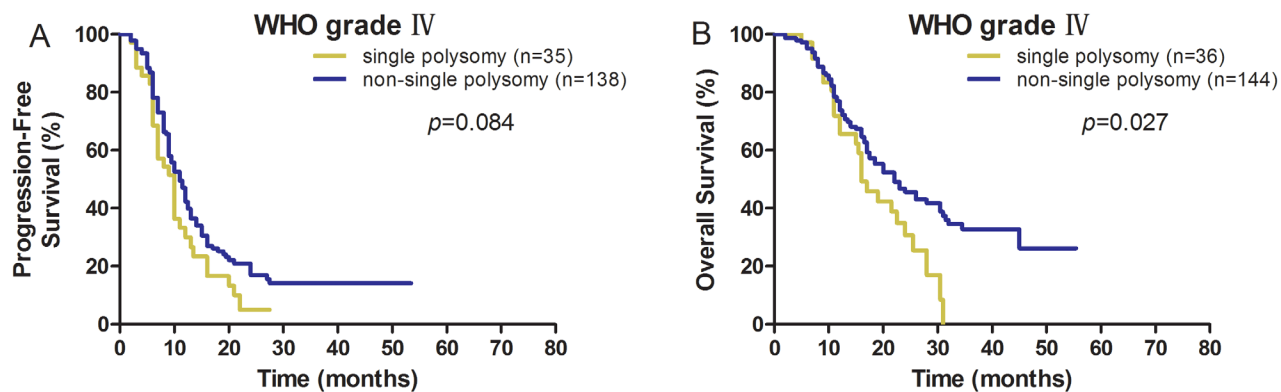 A
WHO grade Ⅳ
single polysomy (n=35)
non-single polysomy (n=138)
p=0.084
Progression-Free
Survival (%)
100
80
60
40
20
0
0 10 20 30 40 50 60 70 80
Time (months)
B
WHO grade Ⅳ
single polysomy (n=36)
non-single polysomy (n=144)
p=0.027
Overall Survival (%)
100
80
60
40
20
0
0 10 20 30 40 50 60 70 80
Time (months)